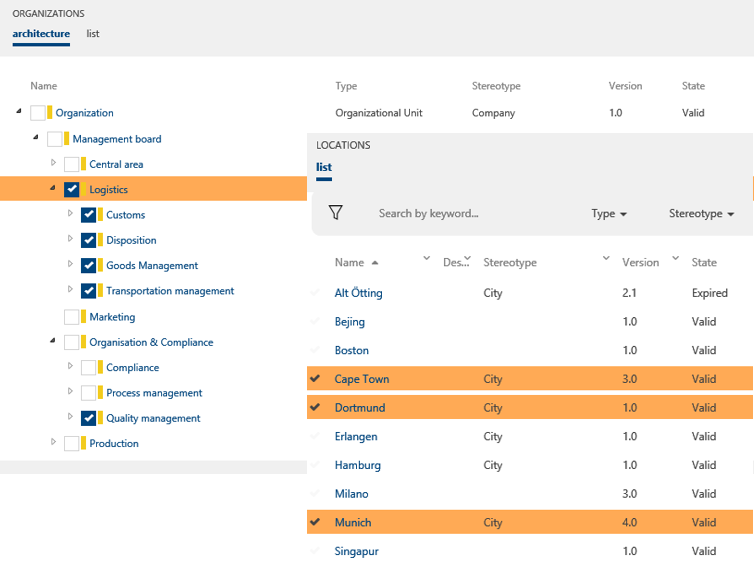 ORGANIZATIONS
architecture list
Name Type Stereotype Version State
Organization Organizational Unit Company 1.0 Valid
Management board
Central area
Logistics
Customs
Disposition
Goods Management
Transportation management
Marketing
Organisation & Compliance
Compliance
Process management
Quality management
Production
LOCATIONS
list
Search by keyword... Type Stereotype
Name Des... Stereotype Version State
Alt Ötting City 2.1 Expired
Bejing 1.0 Valid
Boston 1.0 Valid
Cape Town City 3.0 Valid
Dortmund City 1.0 Valid
Erlangen City 1.0 Valid
Hamburg City 1.0 Valid
Milano 3.0 Valid
Munich City 4.0 Valid
Singapur 1.0 Valid